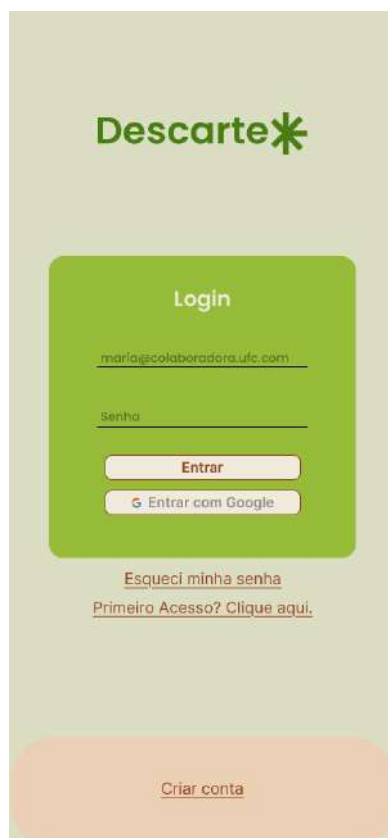 Descarte
Login
maria@colaboradora.ufc.com
Senha
Entrar
G Entrar com Google
Esqueci minha senha
Primeiro Acesso? Clique aqui.
Criar conta